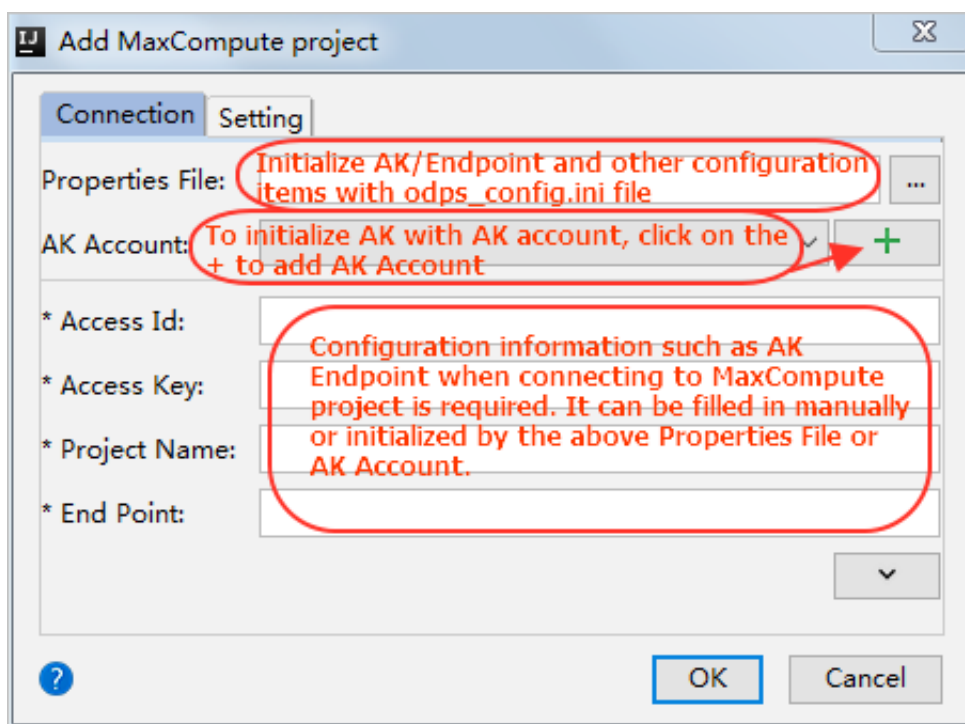 IJ Add MaxCompute project
Connection Setting
Properties File: Initialize AK/Endpoint and other configuration
items with odps_config.ini file
...
AK Account: To initialize AK with AK account, click on the
+ to add AK Account
+
* Access Id:
Configuration information such as AK
* Access Key: Endpoint when connecting to MaxCompute
project is required. It can be filled in manually
* Project Name: or initialized by the above Properties File or
AK Account.
* End Point:
? OK Cancel